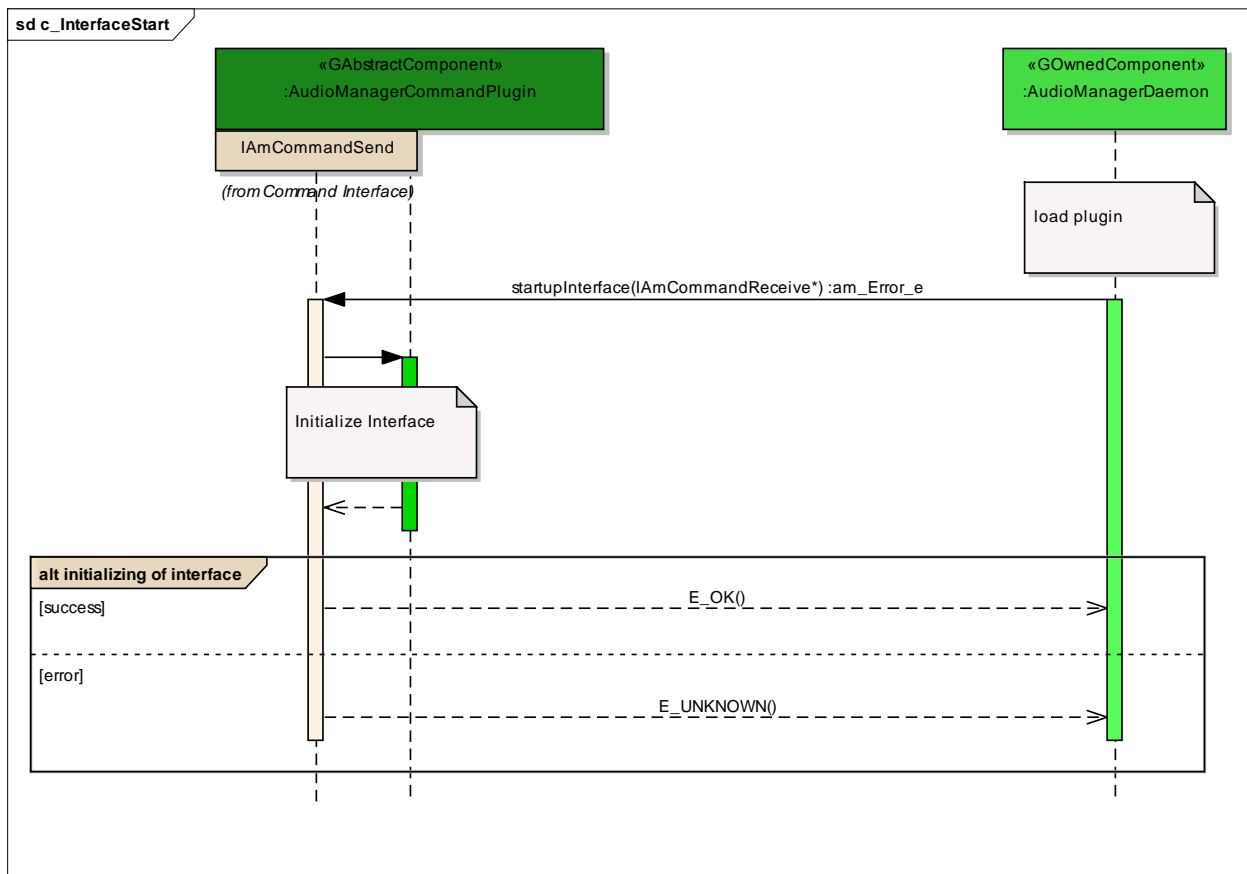 sd c_InterfaceStart
«GAbstractComponent»
:AudioManagerCommandPlugin
«GOwnedComponent»
:AudioManagerDaemon
IAmCommandSend
(from Command Interface)
load plugin
startupInterface(IAmCommandReceive*) :am_Error_e
Initialize Interface
alt initializing of interface
[success]
E_OK()
[error]
E_UNKNOWN()